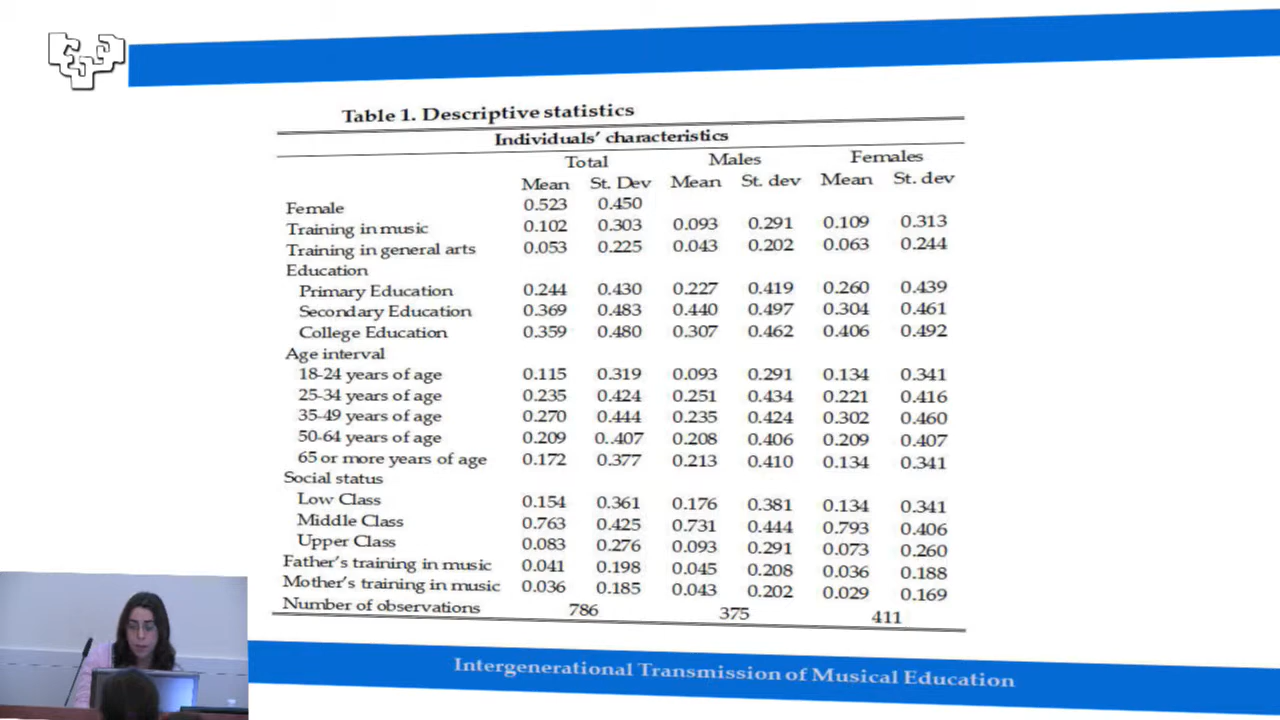 Table 1. Descriptive statistics
Individuals' characteristics
Total Males Females
Mean St. Dev Mean St. dev Mean St. dev
Female 0.523 0.450
Training in music 0.102 0.303 0.093 0.291 0.109 0.313
Training in general arts 0.053 0.225 0.043 0.202 0.063 0.244
Education
Primary Education 0.244 0.430 0.227 0.419 0.260 0.439
Secondary Education 0.369 0.483 0.440 0.497 0.304 0.461
College Education 0.359 0.480 0.307 0.462 0.406 0.492
Age interval
18-24 years of age 0.115 0.319 0.093 0.291 0.134 0.341
25-34 years of age 0.235 0.424 0.251 0.434 0.221 0.416
35-49 years of age 0.270 0.444 0.235 0.424 0.302 0.460
50-64 years of age 0.209 0..407 0.208 0.406 0.209 0.407
65 or more years of age 0.172 0.377 0.213 0.410 0.134 0.341
Social status
Low Class 0.154 0.361 0.176 0.381 0.134 0.341
Middle Class 0.763 0.425 0.731 0.444 0.793 0.406
Upper Class 0.083 0.276 0.093 0.291 0.073 0.260
Father's training in music 0.041 0.198 0.045 0.208 0.036 0.188
Mother's training in music 0.036 0.185 0.043 0.202 0.029 0.169
Number of observations 786 375 411
Intergenerational Transmission of Musical Education